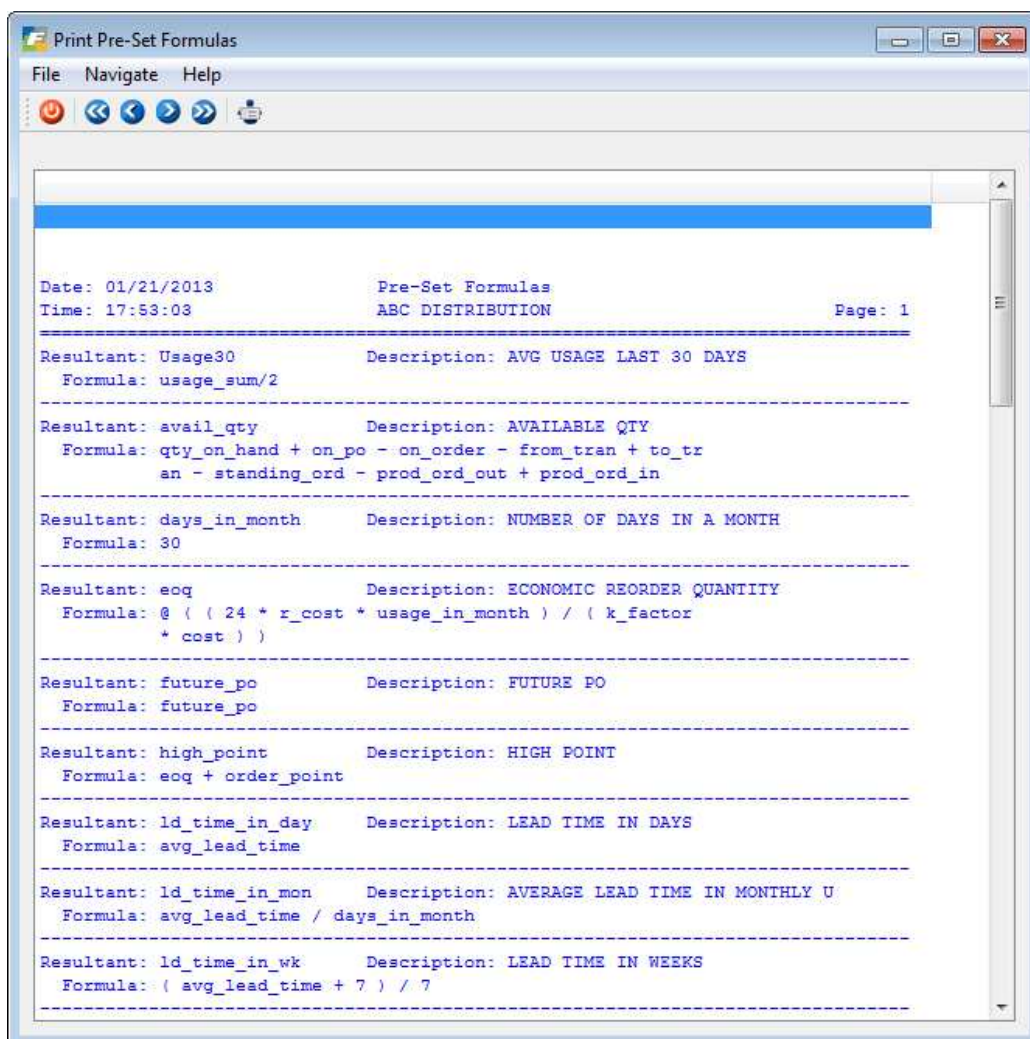 Print Pre-Set Formulas
File Navigate Help
Date: 01/21/2013 Pre-Set Formulas
Time: 17:53:03 ABC DISTRIBUTION Page: 1
================================================================================
Resultant: Usage30 Description: AVG USAGE LAST 30 DAYS
Formula: usage_sum/2
--------------------------------------------------------------------------------
Resultant: avail_qty Description: AVAILABLE QTY
Formula: qty_on_hand + on_po - on_order - from_tran + to_tr
an - standing_ord - prod_ord_out + prod_ord_in
--------------------------------------------------------------------------------
Resultant: days_in_month Description: NUMBER OF DAYS IN A MONTH
Formula: 30
--------------------------------------------------------------------------------
Resultant: eoq Description: ECONOMIC REORDER QUANTITY
Formula: @ ( ( 24 * r_cost * usage_in_month ) / ( k_factor
* cost ) )
--------------------------------------------------------------------------------
Resultant: future_po Description: FUTURE PO
Formula: future_po
--------------------------------------------------------------------------------
Resultant: high_point Description: HIGH POINT
Formula: eoq + order_point
--------------------------------------------------------------------------------
Resultant: ld_time_in_day Description: LEAD TIME IN DAYS
Formula: avg_lead_time
--------------------------------------------------------------------------------
Resultant: ld_time_in_mon Description: AVERAGE LEAD TIME IN MONTHLY U
Formula: avg_lead_time / days_in_month
--------------------------------------------------------------------------------
Resultant: ld_time_in_wk Description: LEAD TIME IN WEEKS
Formula: ( avg_lead_time + 7 ) / 7
--------------------------------------------------------------------------------